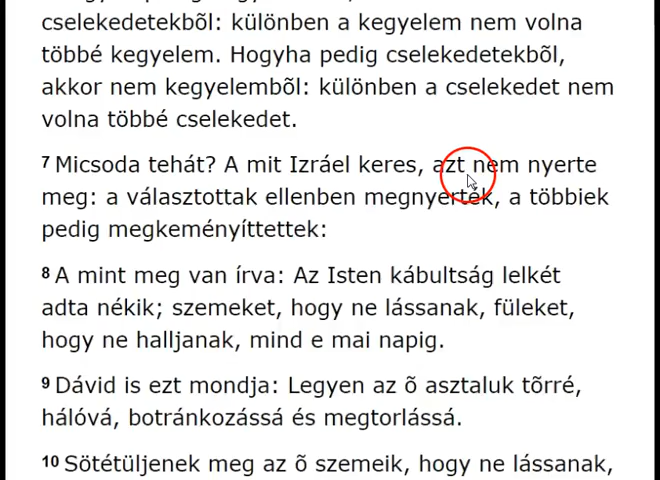 cselekedetekbõl: különben a kegyelem nem volna
többé kegyelem. Hogyha pedig cselekedetekbõl,
akkor nem kegyelembõl: különben a cselekedet nem
volna többé cselekedet.
7 Micsoda tehát? A mit Izráel keres, azt nem nyerte
meg: a választottak ellenben megnyerték, a többiek
pedig megkeményíttettek:
8 A mint meg van írva: Az Isten kábultság lelkét
adta nékik; szemeket, hogy ne lássanak, füleket,
hogy ne halljanak, mind e mai napig.
9 Dávid is ezt mondja: Legyen az õ asztaluk tõrré,
hálóvá, botránkozássá és megtorlássá.
10 Sötétüljenek meg az õ szemeik, hogy ne lássanak,